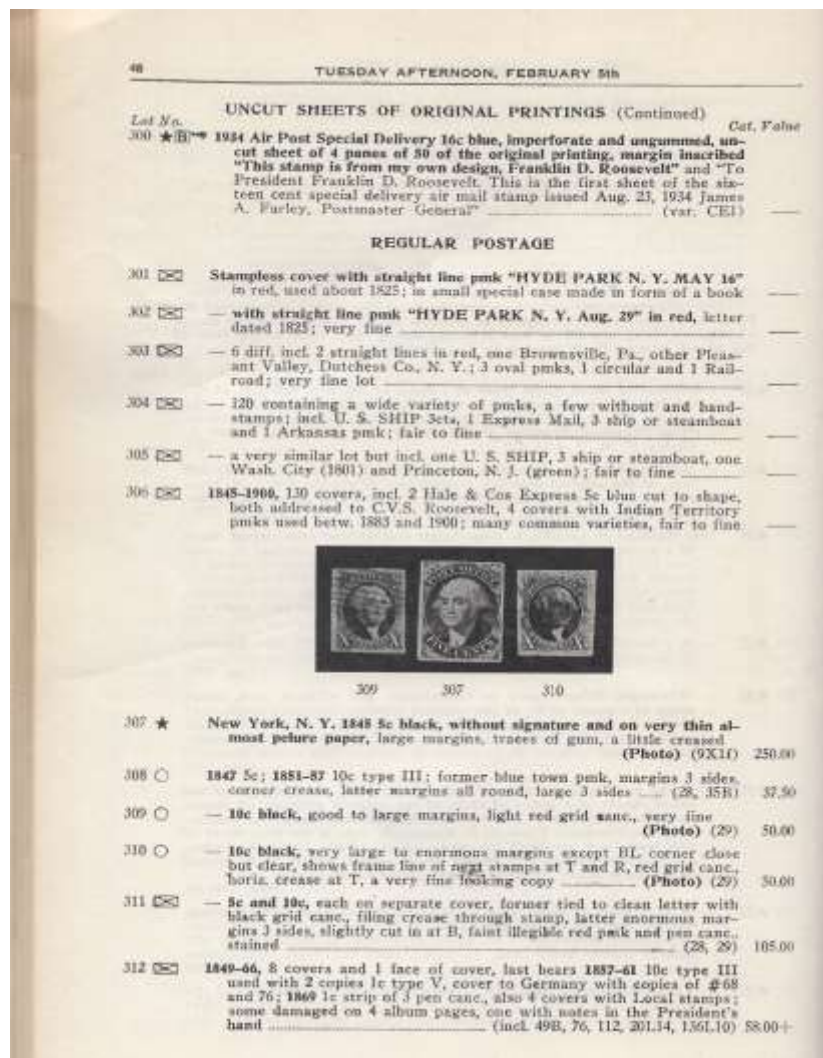 48
TUESDAY AFTERNOON, FEBRUARY 5th
UNCUT SHEETS OF ORIGINAL PRINTINGS (Continued)
Lot No.
Cat. Value
300 ★ B 1934 Air Post Special Delivery 16c blue, imperforate and ungummed, un-
cut sheet of 4 panes of 50 of the original printing, margin inscribed
"This stamp is from my own design, Franklin D. Roosevelt" and "To
President Franklin D. Roosevelt. This is the first sheet of the six-
teen cent special delivery air mail stamp issued Aug. 23, 1934 James
A. Farley, Postmaster General" (var. CE1)
REGULAR POSTAGE
301 Stampless cover with straight line pmk "HYDE PARK N. Y. MAY 16"
in red, used about 1825; in small special case made in form of a book
302 — with straight line pmk "HYDE PARK N. Y. Aug. 29" in red, letter
dated 1825; very fine
303 — 6 diff. incl. 2 straight lines in red, one Brownsville, Pa., other Pleas-
ant Valley, Dutchess Co., N. Y.; 3 oval pmks, 1 circular and 1 Rail-
road; very fine lot
304 — 120 containing a wide variety of pmks, a few without and hand-
stamps; incl. U. S. SHIP 3cts, 1 Express Mail, 3 ship or steamboat
and 1 Arkansas pmk; fair to fine
305 — a very similar lot but incl. one U. S. SHIP, 3 ship or steamboat, one
Wash. City (1801) and Princeton, N. J. (green); fair to fine
306 1845-1900, 130 covers, incl. 2 Hale & Cos Express 5c blue cut to shape,
both addressed to C.V.S. Roosevelt, 4 covers with Indian Territory
pmks used betw. 1883 and 1900; many common varieties, fair to fine
POST OFFICE
FIVE CENTS
X X
X X
309 307 310
307 ★ New York, N. Y. 1845 5c black, without signature and on very thin al-
most pelure paper, large margins, traces of gum, a little creased
(Photo) (9X1f) 250.00
308 ○ 1847 5c; 1851-57 10c type III; former blue town pmk, margins 3 sides,
corner crease, latter margins all round, large 3 sides (28, 35B) 37.50
309 ○ — 10c black, good to large margins, light red grid canc., very fine
(Photo) (29) 50.00
310 ○ — 10c black, very large to enormous margins except BL corner close
but clear, shows frame line of next stamps at T and R, red grid canc.,
horiz. crease at T, a very fine looking copy (Photo) (29) 50.00
311 — 5c and 10c, each on separate cover, former tied to clean letter with
black grid canc., filing crease through stamp, latter enormous mar-
gins 3 sides, slightly cut in at B, faint illegible red pmk and pen canc.,
stained (28, 29) 105.00
312 1849-66, 8 covers and 1 face of cover, last bears 1857-61 10c type III
used with 2 copies 1c type V, cover to Germany with copies of #68
and 76; 1869 1c strip of 3 pen canc., also 4 covers with Local stamps;
some damaged on 4 album pages, one with notes in the President's
hand (incl. 49B, 76, 112, 201.14, 1361.10) 58.00+